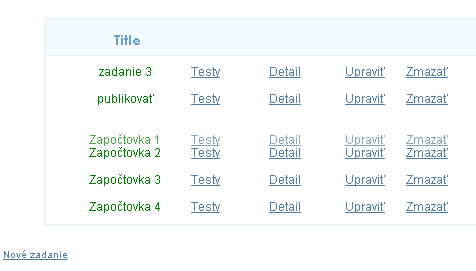 Title
zadanie 3 Testy Detail Upraviť Zmazať
publikovať Testy Detail Upraviť Zmazať
Započtovka 1 Testy Detail Upraviť Zmazať
Započtovka 2 Testy Detail Upraviť Zmazať
Započtovka 3 Testy Detail Upraviť Zmazať
Započtovka 4 Testy Detail Upraviť Zmazať
Nové zadanie